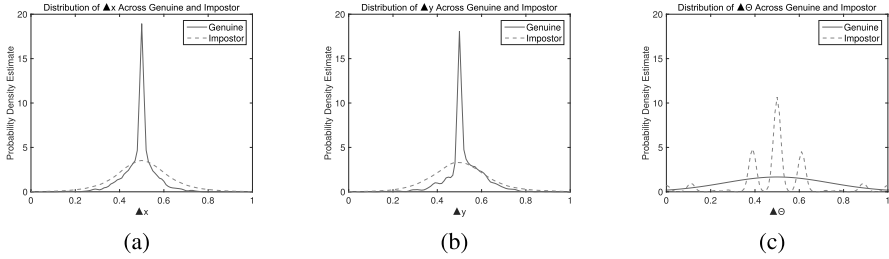 Distribution of ▲x Across Genuine and Impostor
Probability Density Estimate
20
15
10
5
0
0 0.2 0.4 0.6 0.8 1
▲x
Genuine
Impostor
(a)
Distribution of ▲y Across Genuine and Impostor
Probability Density Estimate
20
15
10
5
0
0 0.2 0.4 0.6 0.8 1
▲y
Genuine
Impostor
(b)
Distribution of ▲Θ Across Genuine and Impostor
Probability Density Estimate
20
15
10
5
0
0 0.2 0.4 0.6 0.8 1
▲Θ
Genuine
Impostor
(c)